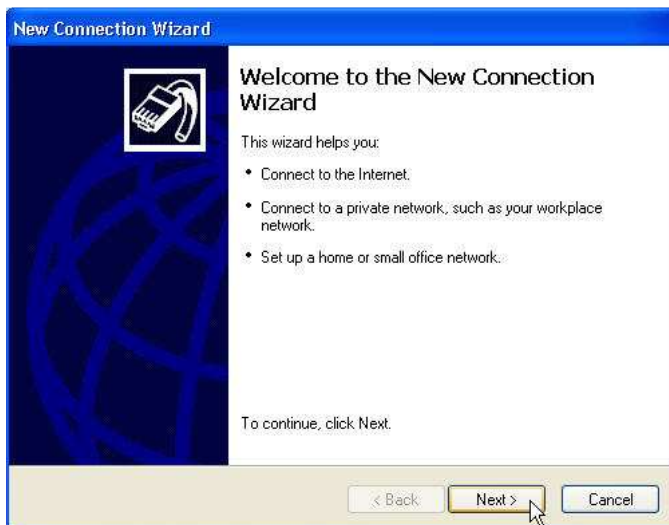 New Connection Wizard
Welcome to the New Connection
Wizard
This wizard helps you:
• Connect to the Internet.
• Connect to a private network, such as your workplace
network.
• Set up a home or small office network.
To continue, click Next.
< Back
Next >
Cancel